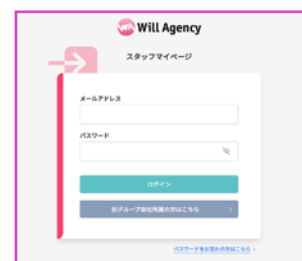 WA Will Agency
スタッフマイページ
メールアドレス
パスワード
ログイン
別グループ会社所属の方はこちら
パスワードをお忘れの方はこちら